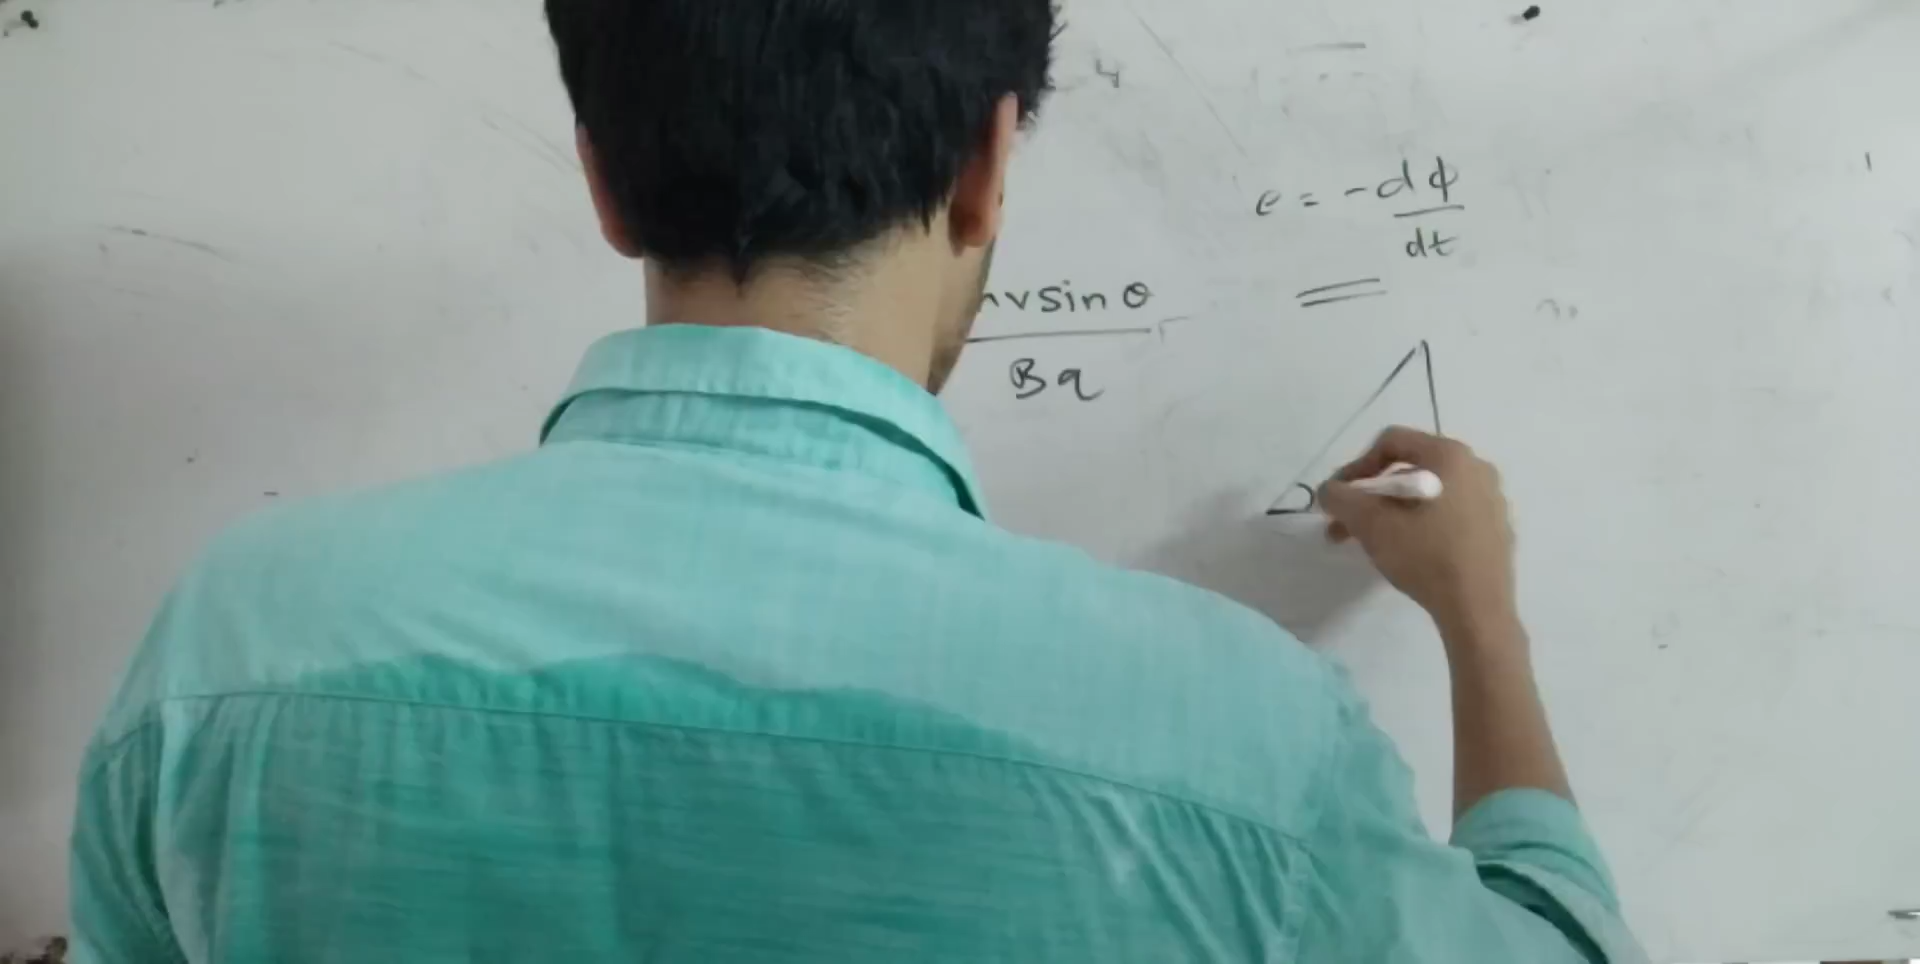 e = -dϕ
dt
vsin θ
Bq